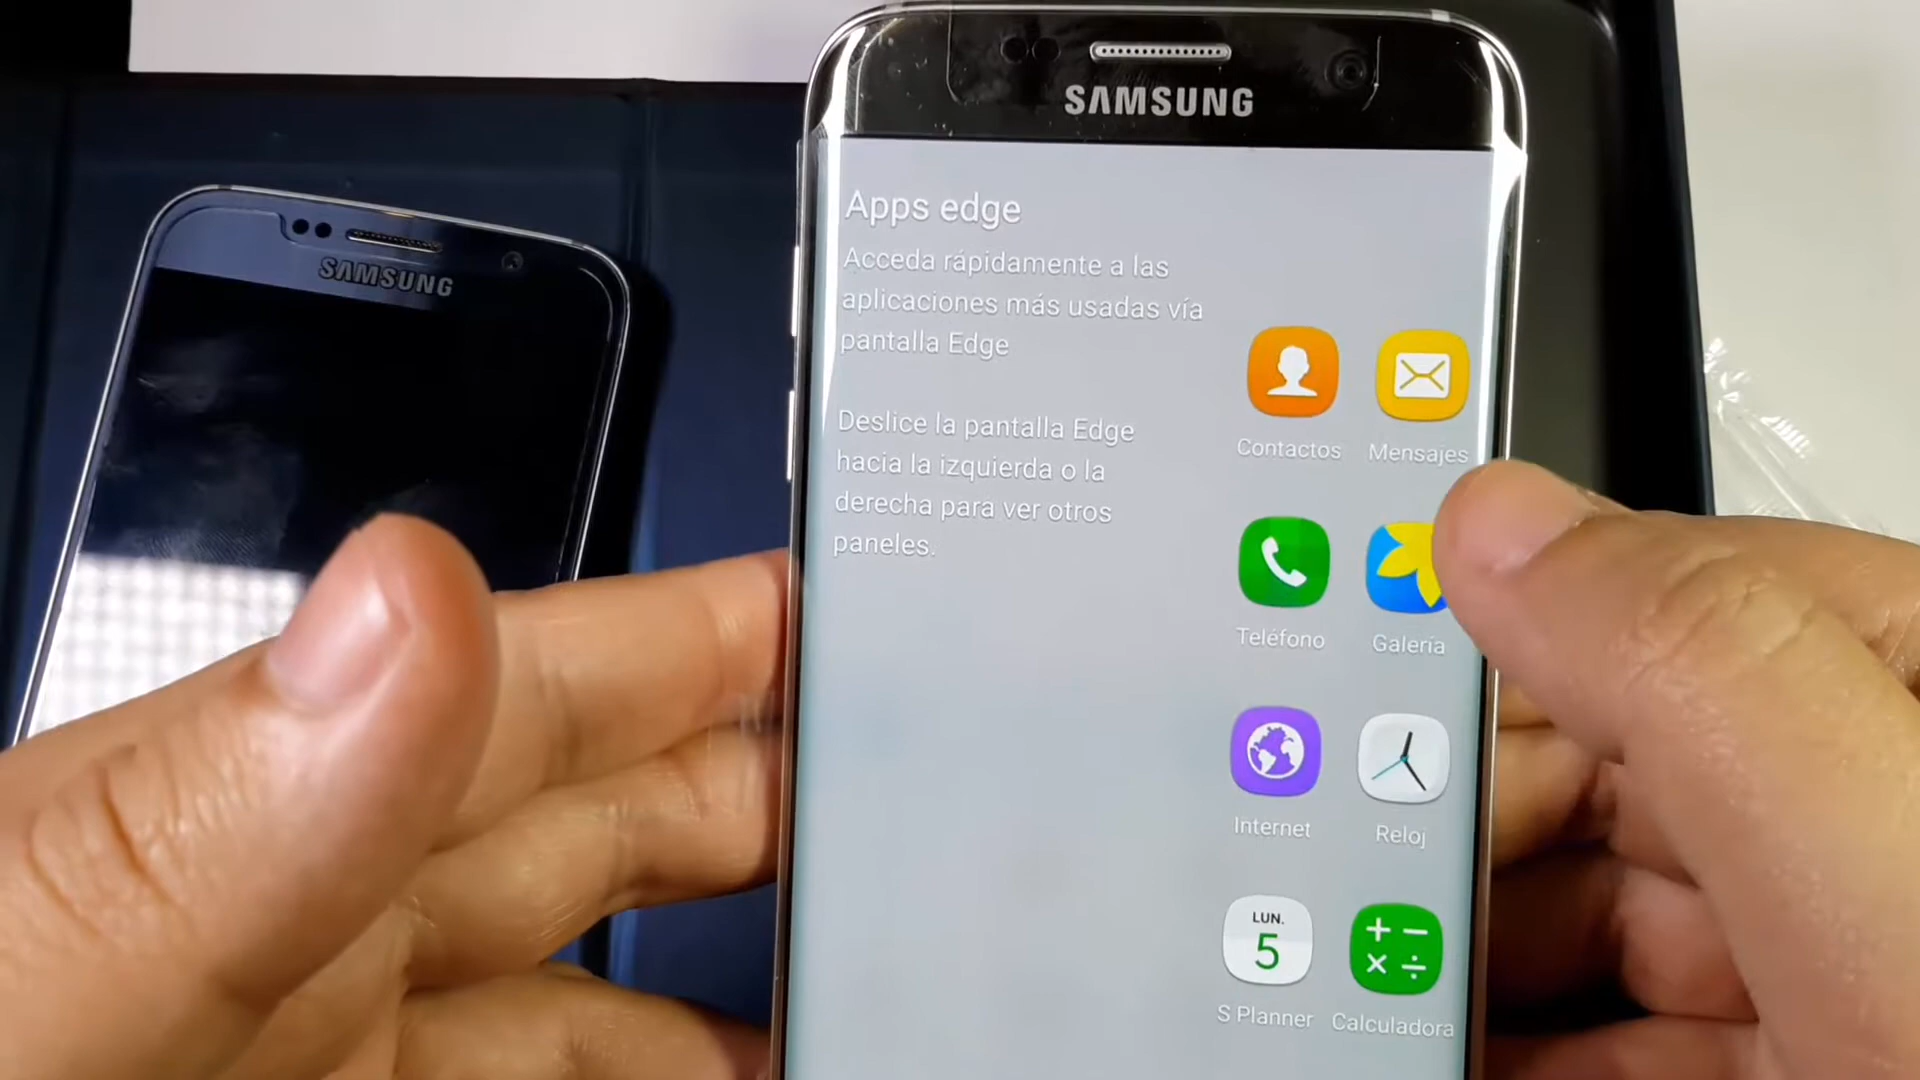 SAMSUNG
SAMSUNG
Apps edge
Acceda rápidamente a las
aplicaciones más usadas vía
pantalla Edge
Deslice la pantalla Edge
hacia la izquierda o la
derecha para ver otros
paneles.
Contactos
Mensajes
Teléfono
Galería
Internet
Reloj
LUN.
5
S Planner
Calculadora